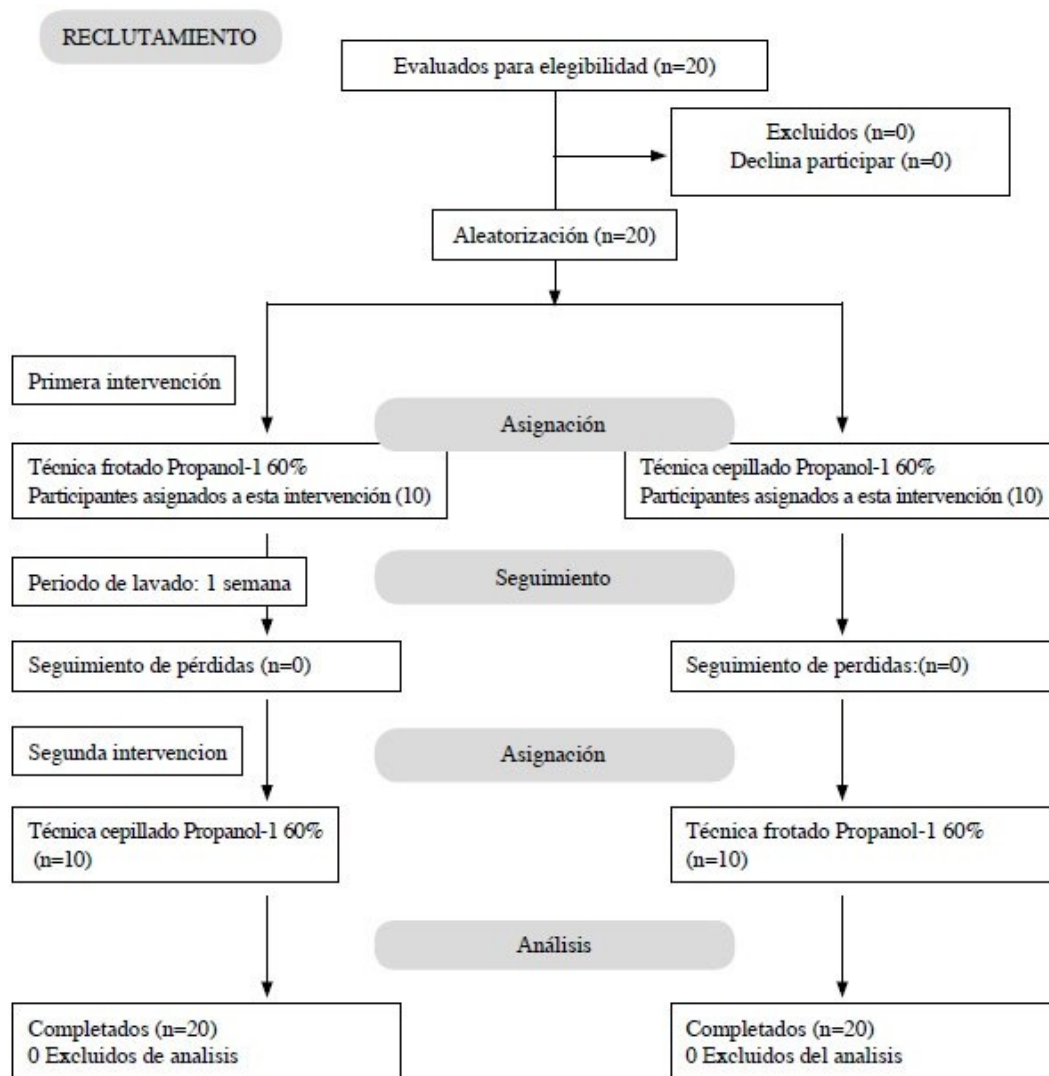 RECLUTAMIENTO
Evaluados para elegibilidad (n=20)
Excluidos (n=0)
Declina participar (n=0)
Aleatorización (n=20)
Primera intervención
Asignación
Técnica frotado Propanol-1 60%
Participantes asignados a esta intervención (10)
Técnica cepillado Propanol-1 60%
Participantes asignados a esta intervención (10)
Periodo de lavado: 1 semana
Seguimiento
Seguimiento de pérdidas (n=0)
Seguimiento de perdidas:(n=0)
Segunda intervencion
Asignación
Técnica cepillado Propanol-1 60%
(n=10)
Técnica frotado Propanol-1 60%
(n=10)
Análisis
Completados (n=20)
0 Excluidos de analisis
Completados (n=20)
0 Excluidos del analisis